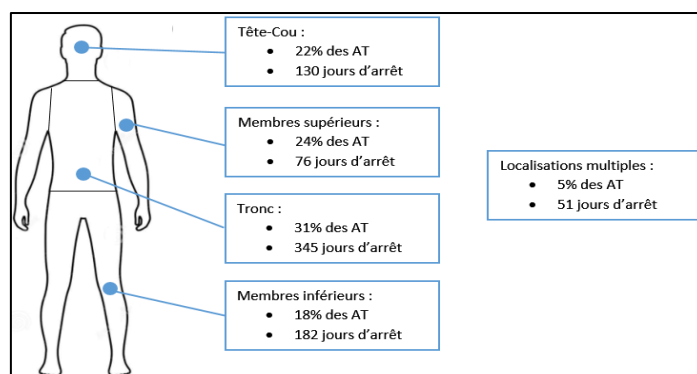 Tête-Cou :
• 22% des AT
• 130 jours d'arrêt
Membres supérieurs :
• 24% des AT
• 76 jours d'arrêt
Localisations multiples :
• 5% des AT
• 51 jours d'arrêt
Tronc :
• 31% des AT
• 345 jours d'arrêt
Membres inférieurs :
• 18% des AT
• 182 jours d'arrêt